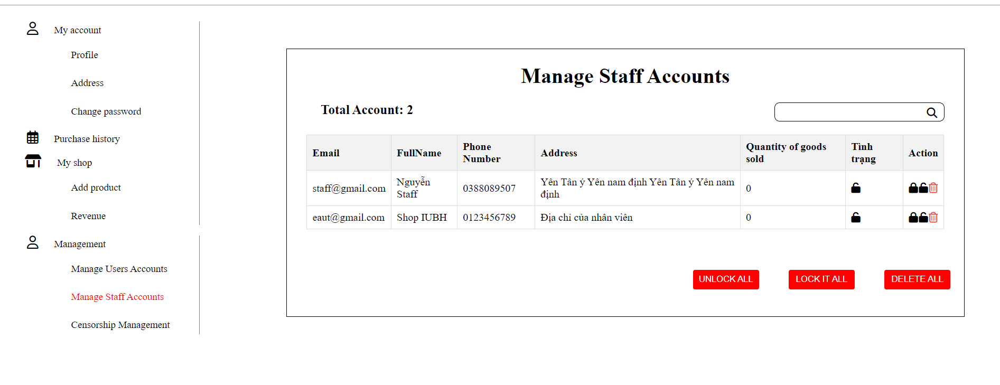 My account
Profile
Address
Change password
Purchase history
My shop
Add product
Revenue
Management
Manage Users Accounts
Manage Staff Accounts
Censorship Management
Manage Staff Accounts
Total Account: 2
Email
FullName
Phone
Number
Address
Quantity of goods
sold
Tình
trạng
Action
staff@gmail.com
Nguyễn
Staff
0388089507
Yên Tân ý Yên nam định Yên Tân ý Yên nam
định
0
eaut@gmail.com
Shop IUBH
0123456789
Địa chỉ của nhân viên
0
UNLOCK ALL
LOCK IT ALL
DELETE ALL